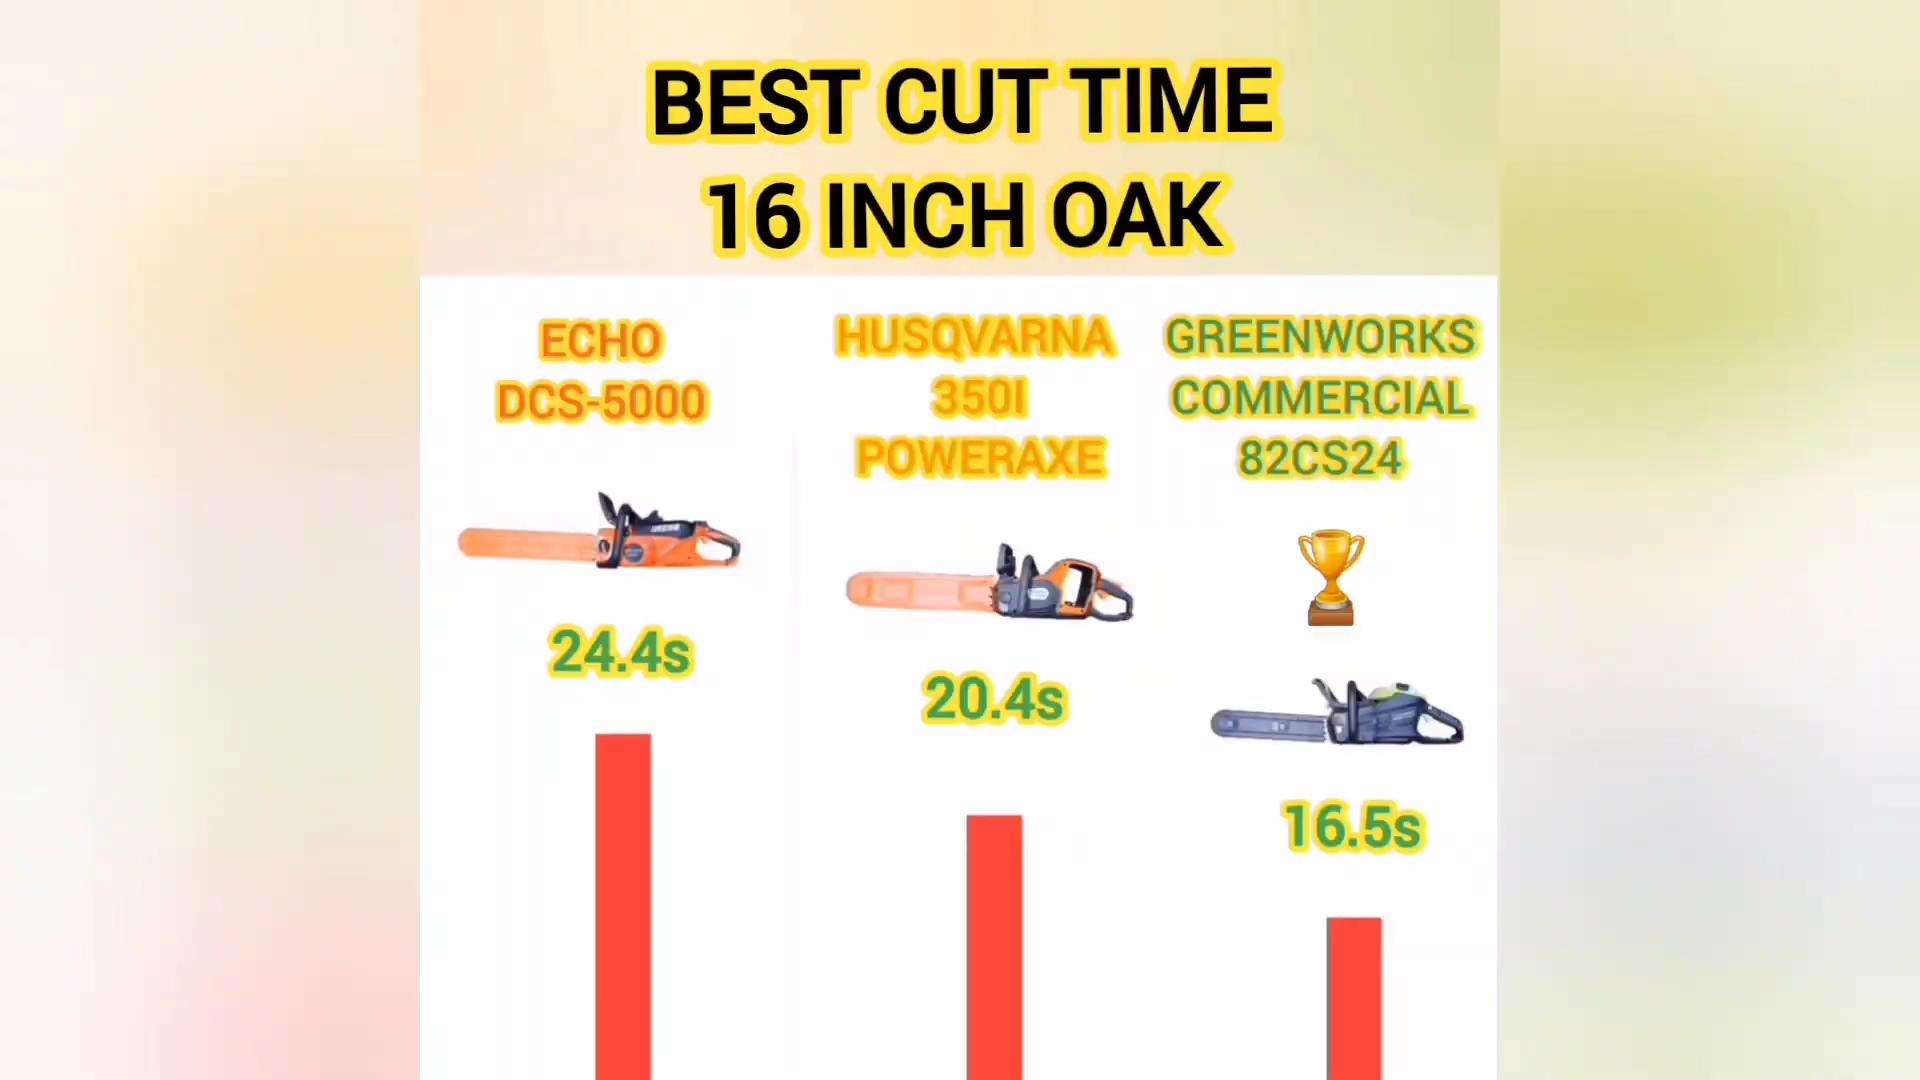 BEST CUT TIME
16 INCH OAK
ECHO
DCS-5000
HUSQVARNA
350I
POWERAXE
GREENWORKS
COMMERCIAL
82CS24
24.4s
20.4s
16.5s